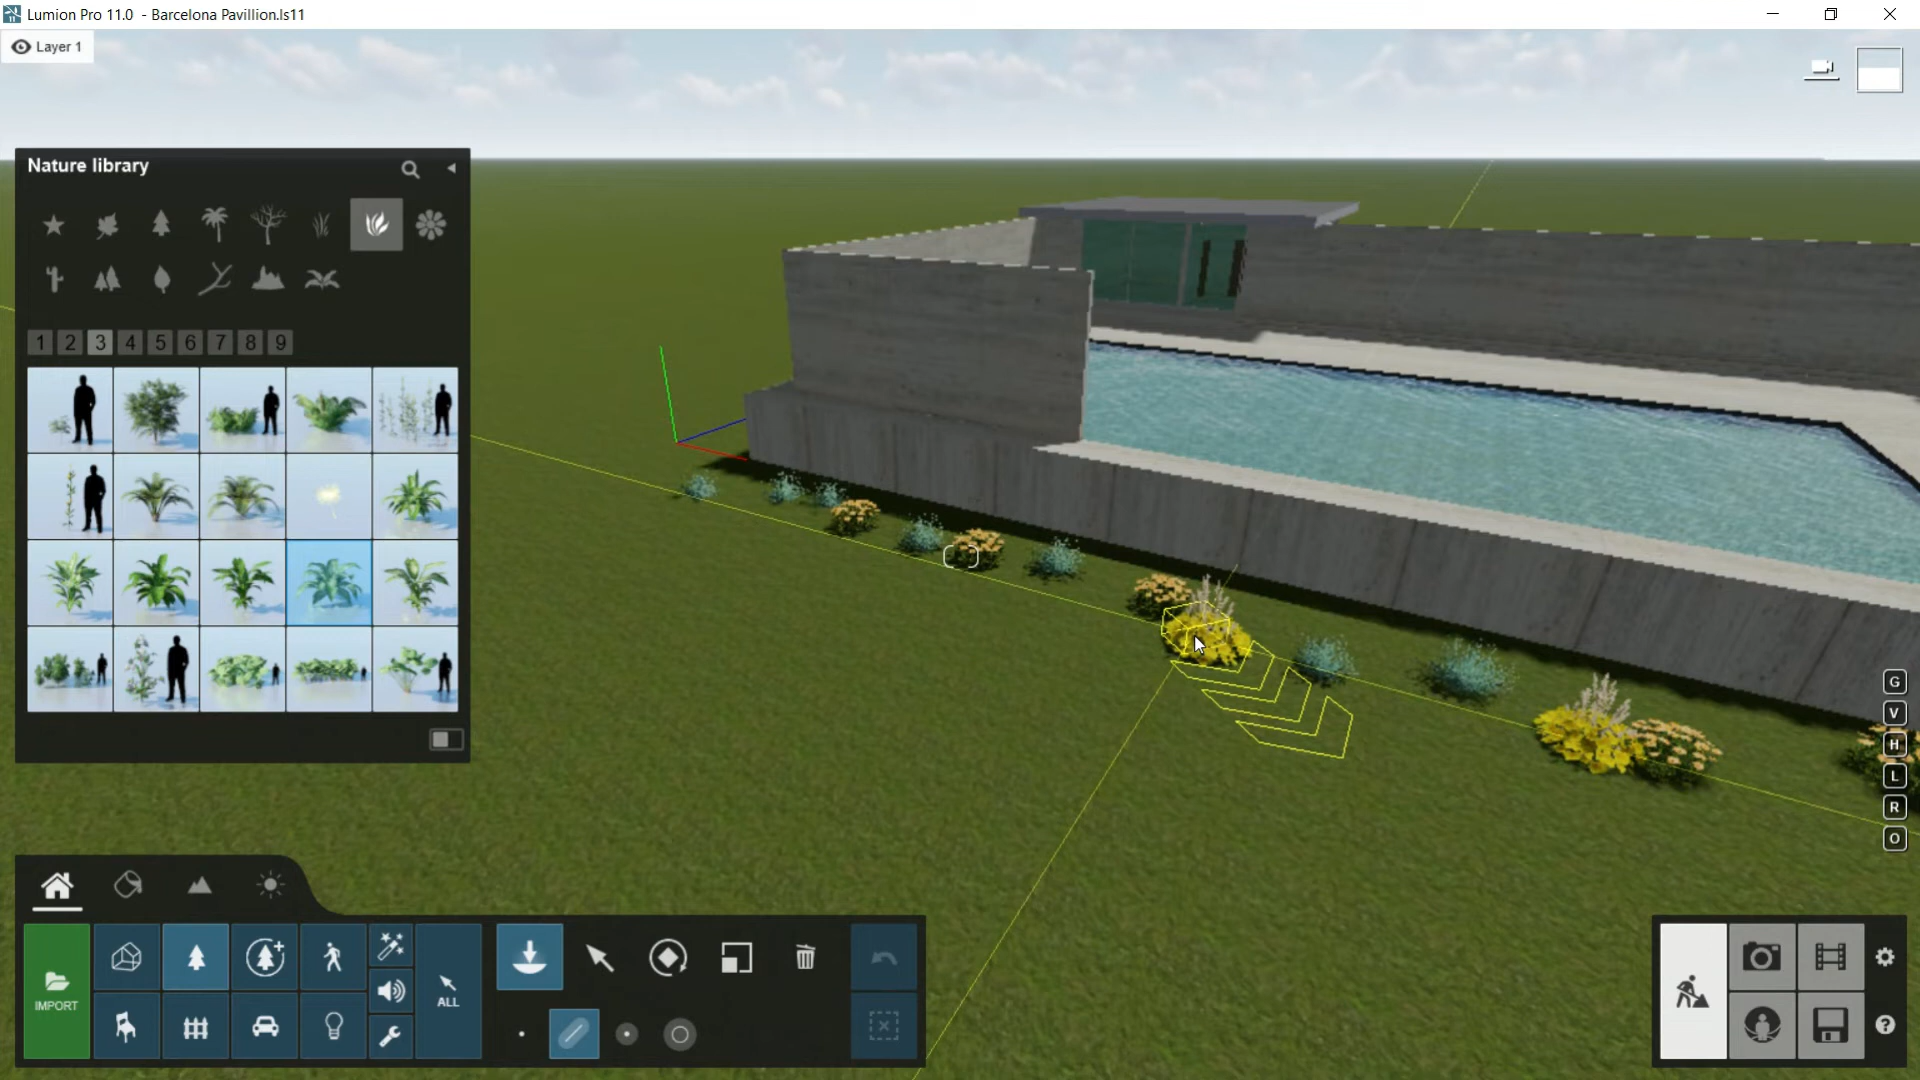 Lumion Pro 11.0 - Barcelona Pavillion.ls11
Layer 1
Nature library
1 2 3 4 5 6 7 8 9
G
V
H
L
R
O
IMPORT
ALL